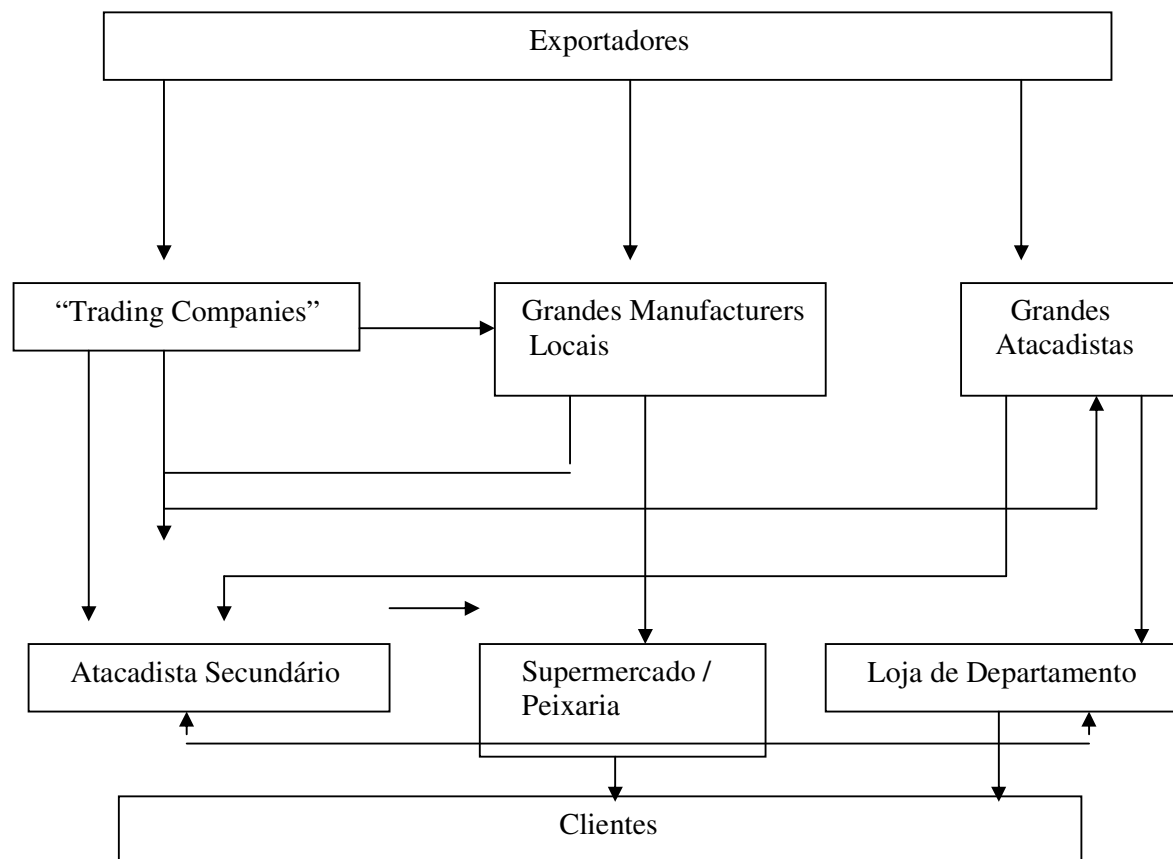 Exportadores
“Trading Companies”
Grandes Manufacturers
Locais
Grandes
Atacadistas
Atacadista Secundário
Supermercado /
Peixaria
Loja de Departamento
Clientes